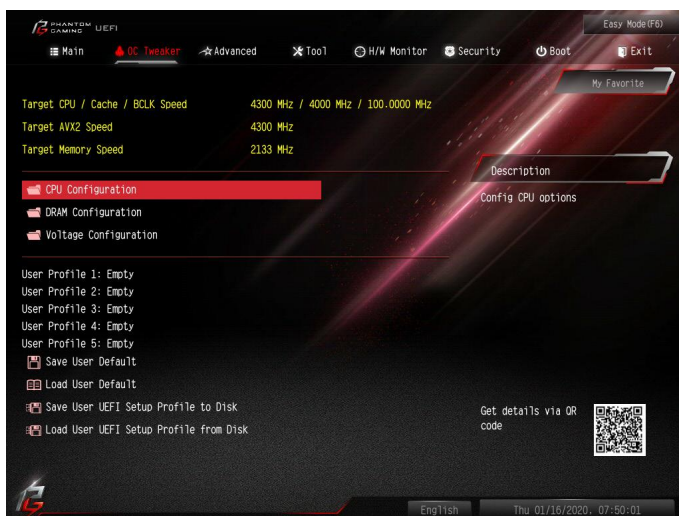 PHANTOM GAMING UEFI
Easy Mode(F6)
Main OC Tweaker Advanced Tool H/W Monitor Security Boot Exit
My Favorite
Target CPU / Cache / BCLK Speed 4300 MHz / 4000 MHz / 100.0000 MHz
Target AVX2 Speed 4300 MHz
Target Memory Speed 2133 MHz
Description
CPU Configuration
Config CPU options
DRAM Configuration
Voltage Configuration
User Profile 1: Empty
User Profile 2: Empty
User Profile 3: Empty
User Profile 4: Empty
User Profile 5: Empty
Save User Default
Load User Default
Save User UEFI Setup Profile to Disk
Load User UEFI Setup Profile from Disk
Get details via QR
code
English Thu 01/16/2020. 07:50:01